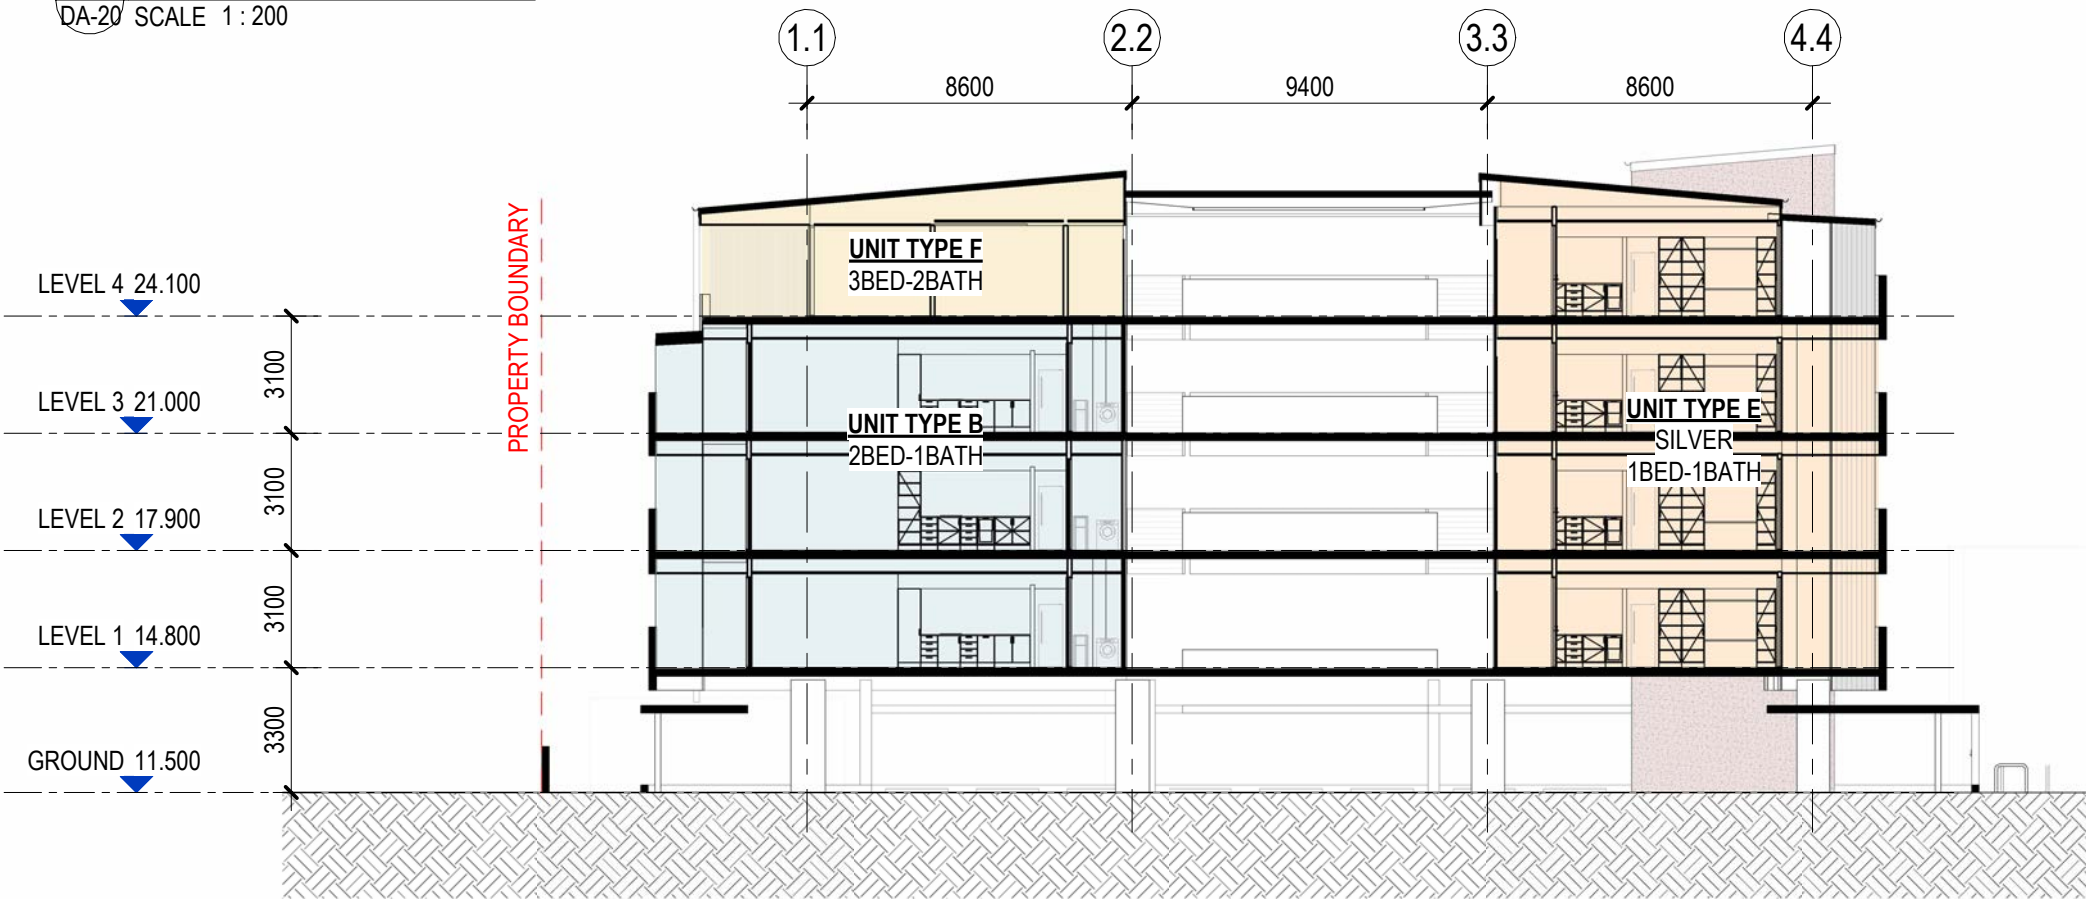 DA-20 SCALE 1 : 200
1.1
2.2
3.3
4.4
8600
9400
8600
PROPERTY BOUNDARY
UNIT TYPE F
3BED-2BATH
LEVEL 4 24.100
3100
LEVEL 3 21.000
UNIT TYPE B
2BED-1BATH
UNIT TYPE E
SILVER
1BED-1BATH
3100
LEVEL 2 17.900
3100
LEVEL 1 14.800
3300
GROUND 11.500